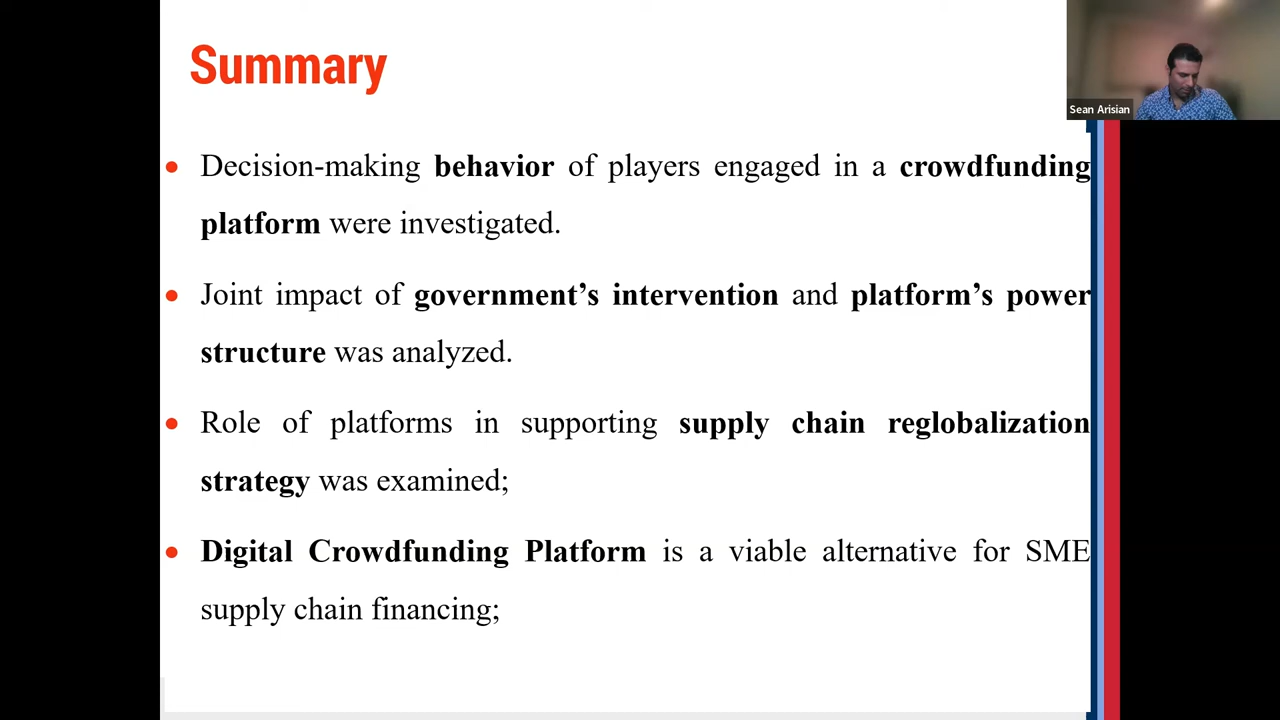 Summary
Sean Arisian
• Decision-making behavior of players engaged in a crowdfunding
platform were investigated.
• Joint impact of government’s intervention and platform’s power
structure was analyzed.
• Role of platforms in supporting supply chain reglobalization
strategy was examined;
• Digital Crowdfunding Platform is a viable alternative for SME
supply chain financing;